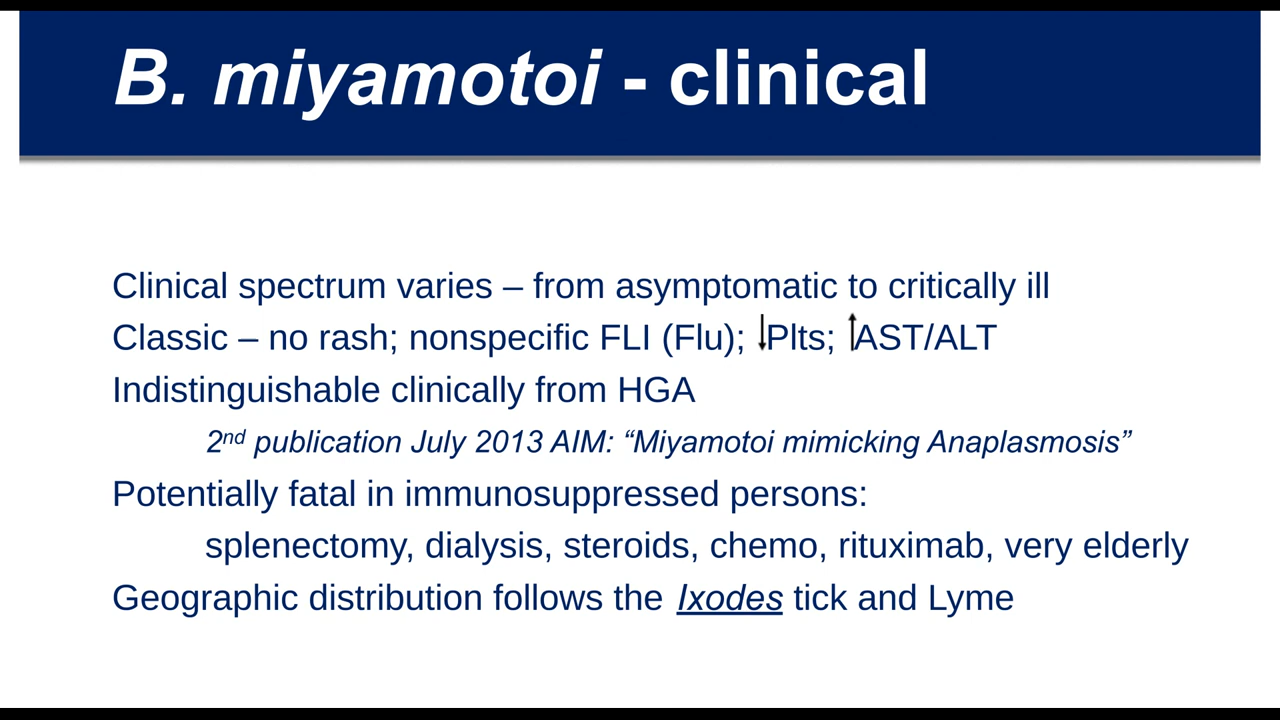 B. miyamotoi - clinical
Clinical spectrum varies – from asymptomatic to critically ill
Classic – no rash; nonspecific FLI (Flu); ↓Plts; ↑AST/ALT
Indistinguishable clinically from HGA
2nd publication July 2013 AIM: “Miyamotoi mimicking Anaplasmosis”
Potentially fatal in immunosuppressed persons:
splenectomy, dialysis, steroids, chemo, rituximab, very elderly
Geographic distribution follows the Ixodes tick and Lyme